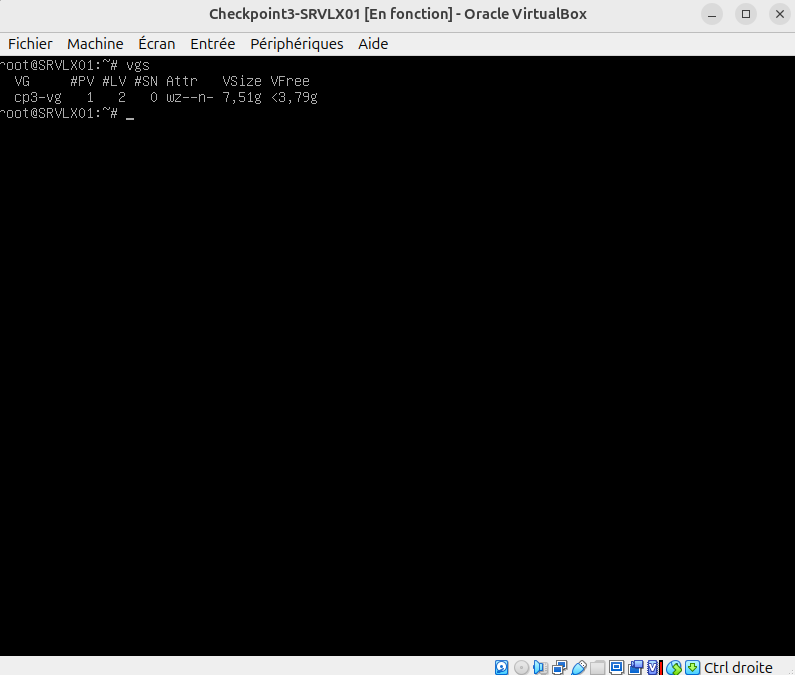 Checkpoint3-SRVLX01 [En fonction] - Oracle VirtualBox
Fichier Machine Écran Entrée Périphériques Aide
root@SRVLX01:~# vgs
VG #PV #LV #SN Attr VSize VFree
cp3-vg 1 2 0 wz--n- 7,51g <3,79g
root@SRVLX01:~# _
Ctrl droite